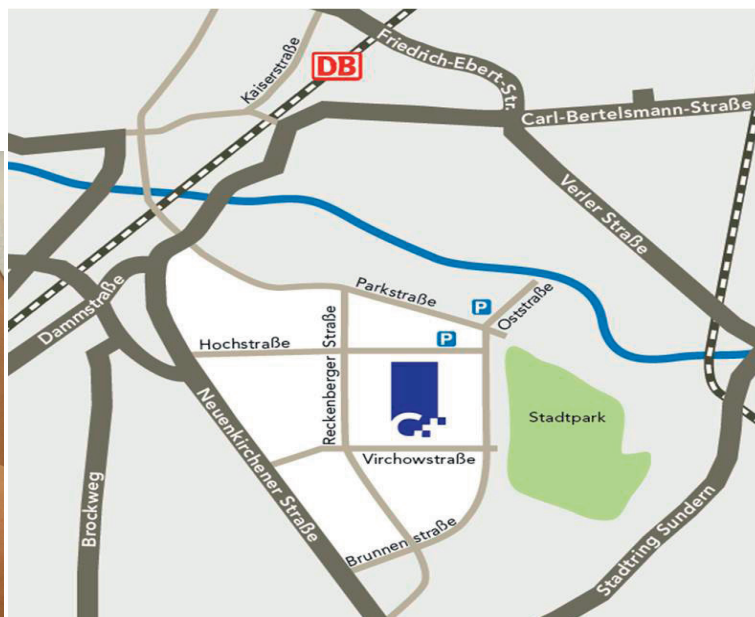 Friedrich-Ebert-Str.
Kaiserstraße
DB
Carl-Bertelsmann-Straße
Verler Straße
Parkstraße
Oststraße
P
Dammstraße
Hochstraße
P
Reckenberger Straße
Neuenkirchener Straße
Stadtpark
Virchowstraße
Brockweg
Brunnenstraße
Stadtring Sundern